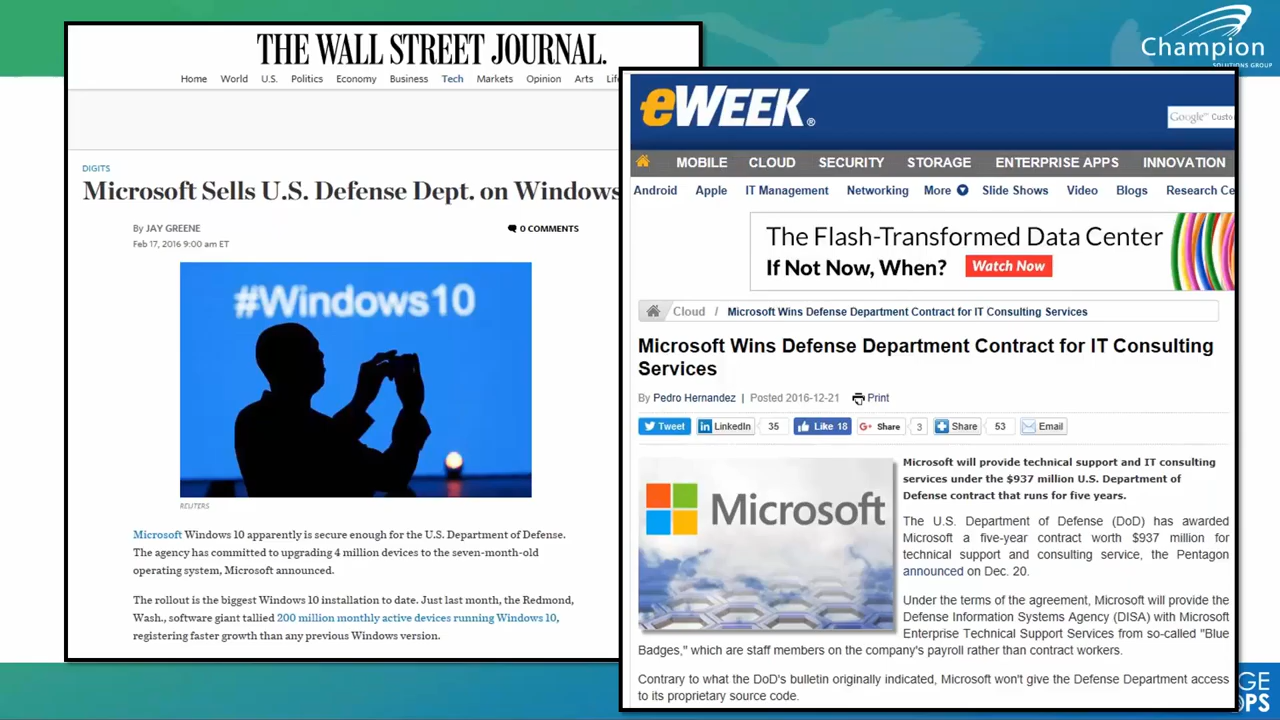 THE WALL STREET JOURNAL.
Home World U.S. Politics Economy Business Tech Markets Opinion Arts
DIGITS
Microsoft Sells U.S. Defense Dept. on Windows
By JAY GREENE
0 COMMENTS
Feb 17, 2016 9:00 am ET
#Windows10
REUTERS
Microsoft Windows 10 apparently is secure enough for the U.S. Department of Defense.
The agency has committed to upgrading 4 million devices to the seven-month-old
operating system, Microsoft announced.
The rollout is the biggest Windows 10 installation to date. Just last month, the Redmond,
Wash., software giant tallied 200 million monthly active devices running Windows 10,
registering faster growth than any previous Windows version.
Champion
SOLUTIONS GROUP
eWEEK®
Google™ Custo
MOBILE CLOUD SECURITY STORAGE ENTERPRISE APPS INNOVATION
Android Apple IT Management Networking More Slide Shows Video Blogs Research Ce
The Flash-Transformed Data Center
If Not Now, When? Watch Now
Cloud / Microsoft Wins Defense Department Contract for IT Consulting Services
Microsoft Wins Defense Department Contract for IT Consulting
Services
By Pedro Hernandez | Posted 2016-12-21 Print
Tweet LinkedIn 35 Like 18 G+ Share 3 Share 53 Email
Microsoft
Microsoft will provide technical support and IT consulting
services under the $937 million U.S. Department of
Defense contract that runs for five years.
The U.S. Department of Defense (DoD) has awarded
Microsoft a five-year contract worth $937 million for
technical support and consulting service, the Pentagon
announced on Dec. 20.
Under the terms of the agreement, Microsoft will provide the
Defense Information Systems Agency (DISA) with Microsoft
Enterprise Technical Support Services from so-called "Blue
Badges," which are staff members on the company's payroll rather than contract workers.
Contrary to what the DoD's bulletin originally indicated, Microsoft won't give the Defense Department access
to its proprietary source code.